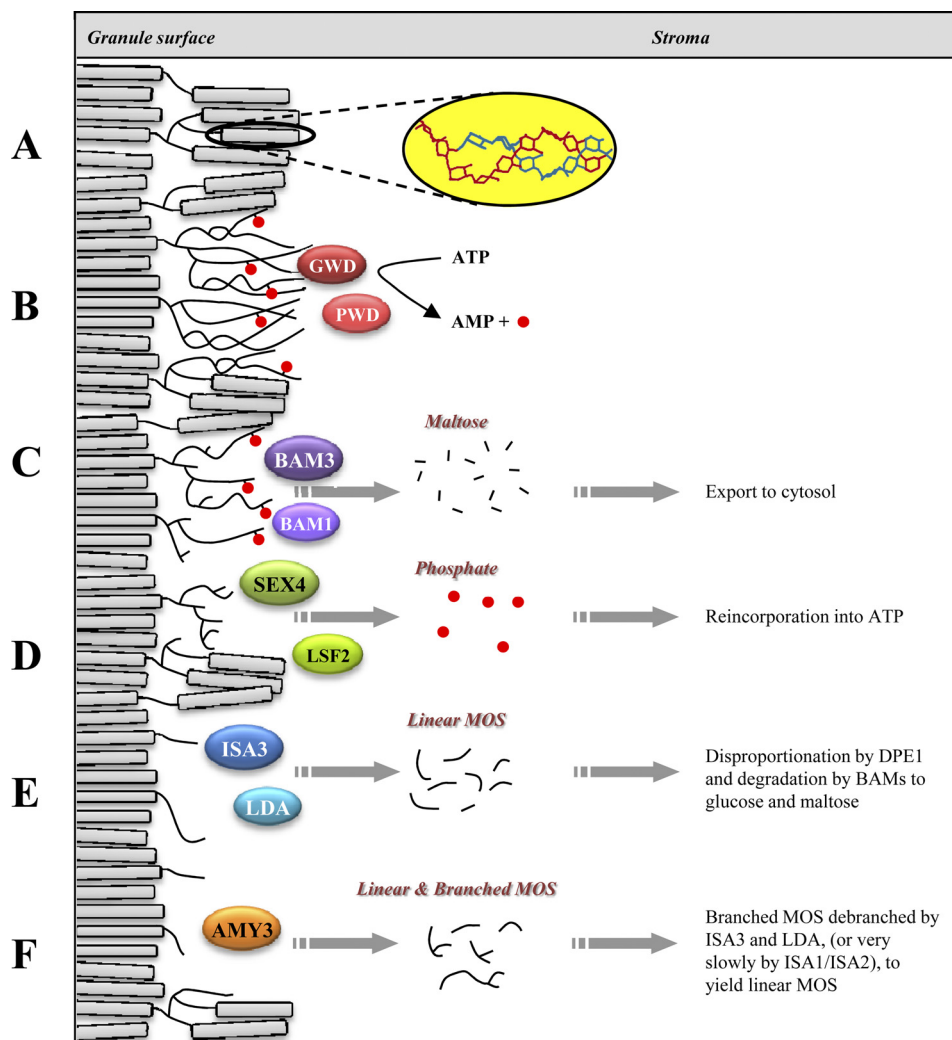 Granule surface
Stroma
A
B
GWD
ATP
PWD
AMP +
C
Maltose
BAM3
BAM1
Export to cytosol
D
Phosphate
SEX4
Reincorporation into ATP
LSF2
E
Linear MOS
ISA3
LDA
Disproportionation by DPE1
and degradation by BAMs to
glucose and maltose
F
Linear & Branched MOS
AMY3
Branched MOS debranched by
ISA3 and LDA, (or very
slowly by ISA1/ISA2), to
yield linear MOS